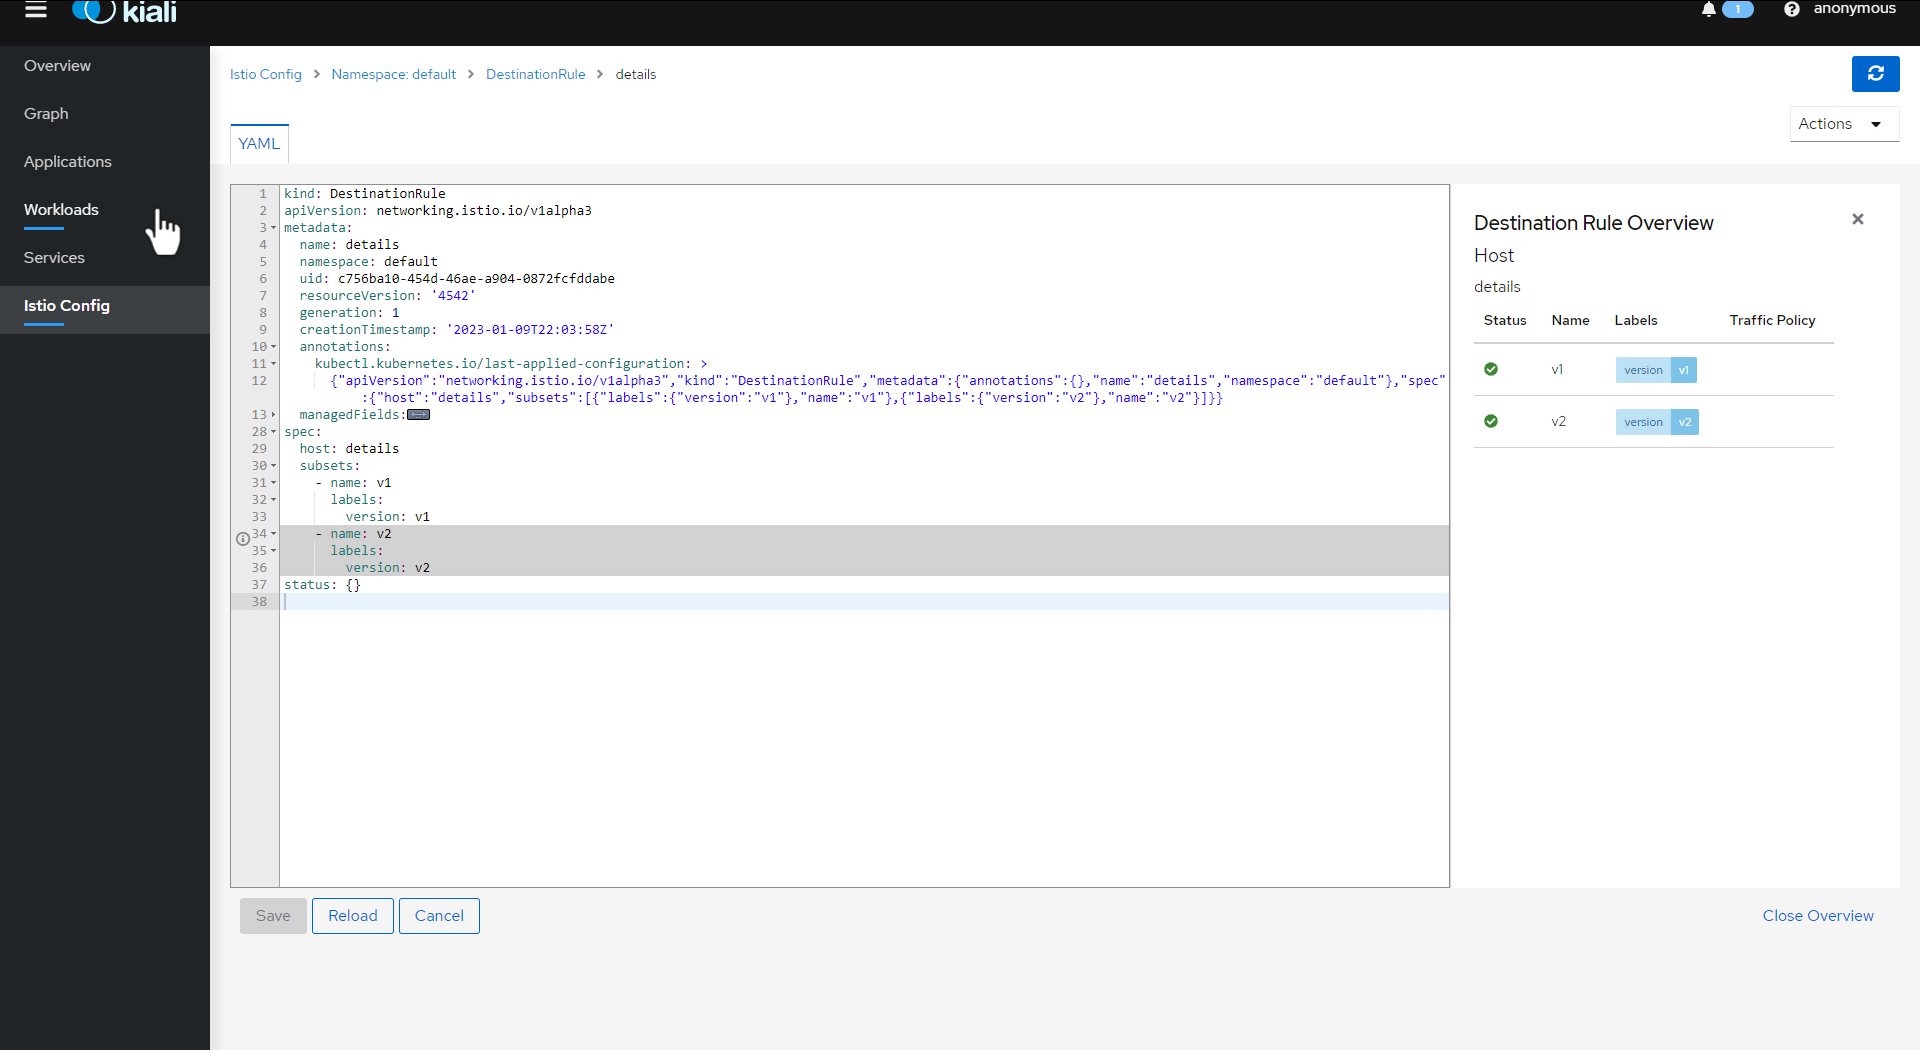 kiali
1
anonymous
Overview
Graph
Applications
Workloads
Services
Istio Config
Istio Config > Namespace: default > DestinationRule > details
Actions
YAML
1 kind: DestinationRule
2 apiVersion: networking.istio.io/v1alpha3
3 metadata:
4 name: details
5 namespace: default
6 uid: c756ba10-454d-46ae-a904-0872fcfddabe
7 resourceVersion: '4542'
8 generation: 1
9 creationTimestamp: '2023-01-09T22:03:58Z'
10 annotations:
11 kubectl.kubernetes.io/last-applied-configuration: >
12 {"apiVersion":"networking.istio.io/v1alpha3","kind":"DestinationRule","metadata":{"annotations":{},"name":"details","namespace":"default"},"spec"
:{"host":"details","subsets":[{"labels":{"version":"v1"},"name":"v1"},{"labels":{"version":"v2"},"name":"v2"}]}}
13 managedFields:
28 spec:
29 host: details
30 subsets:
31 - name: v1
32 labels:
33 version: v1
34 - name: v2
35 labels:
36 version: v2
37 status: {}
38
Destination Rule Overview
Host
details
Status Name Labels Traffic Policy
v1 version v1
v2 version v2
Save Reload Cancel
Close Overview